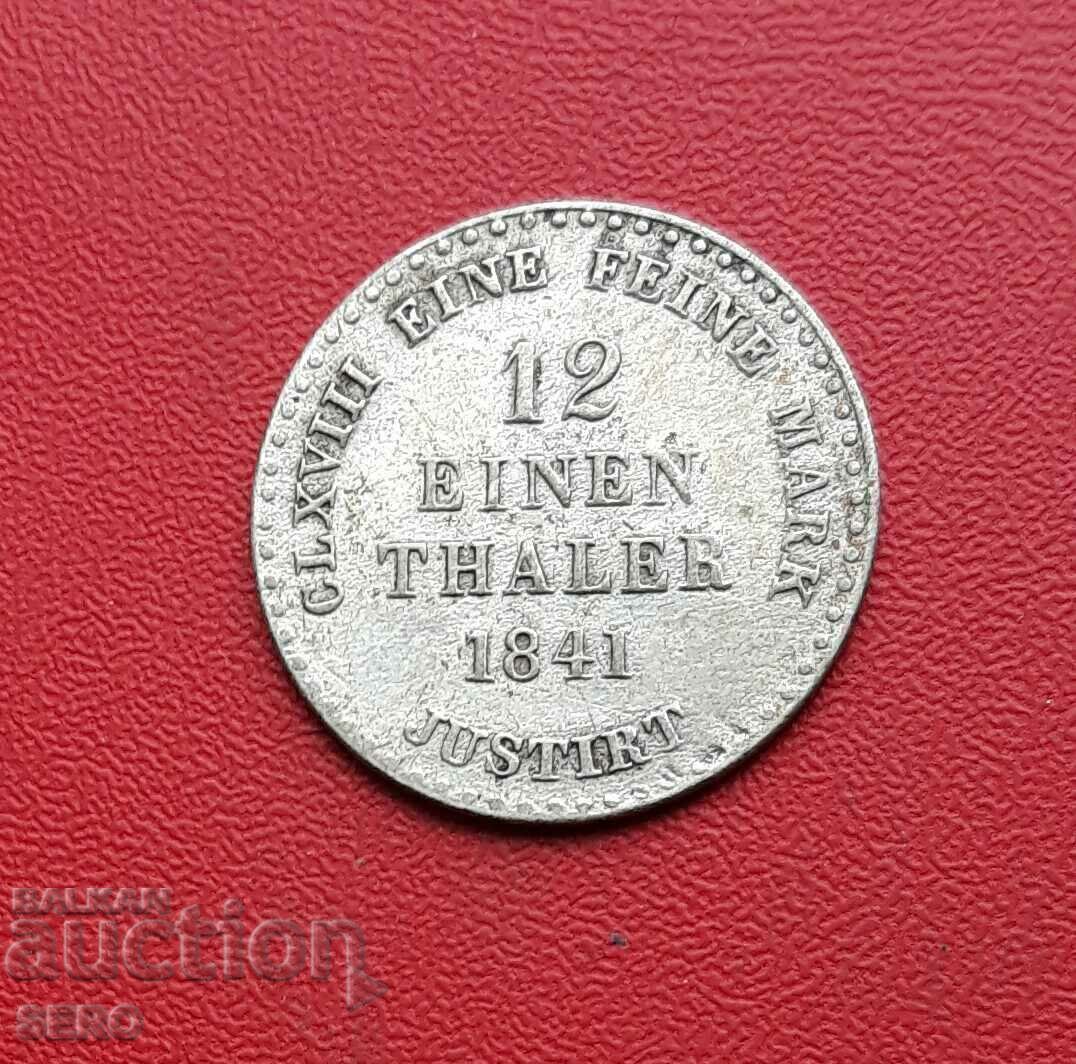 CLXVIII EINE FEINE MARK
12
EINEN
THALER
1841
JUSTIRT
BALKAN
auction
SERO